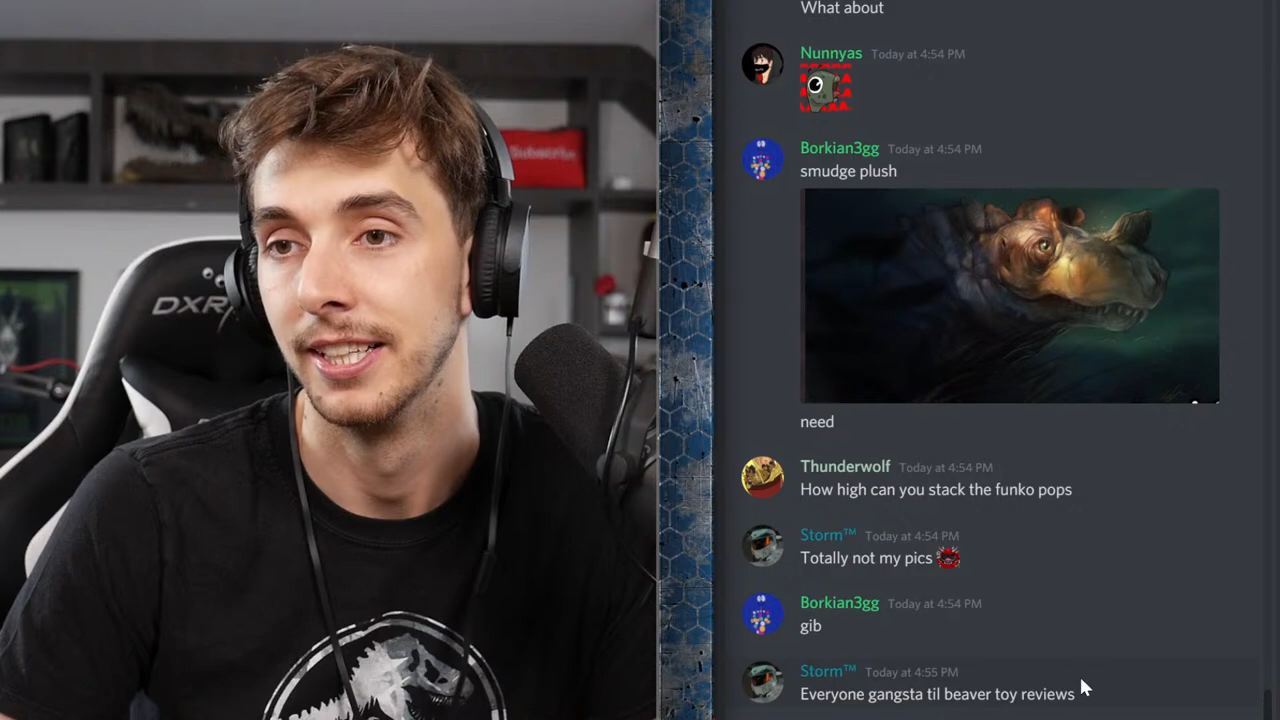 What about
Nunnyas Today at 4:54 PM
Borkian3gg Today at 4:54 PM
smudge plush
need
Thunderwolf Today at 4:54 PM
How high can you stack the funko pops
Storm™ Today at 4:54 PM
Totally not my pics
Borkian3gg Today at 4:54 PM
gib
Storm™ Today at 4:55 PM
Everyone gangsta til beaver toy reviews
DXR
Subscribe